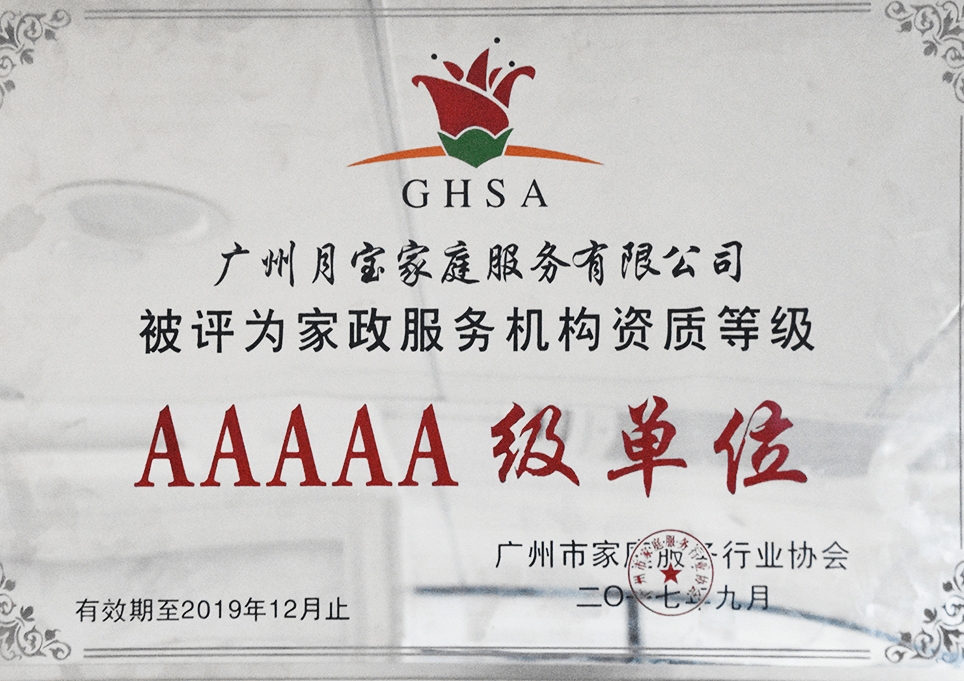 GHSA
广州月宝家庭服务有限公司
被评为家政服务机构资质等级
AAAAA级单位
广州市家庭服务行业协会
二〇一七年九月
有效期至2019年12月止